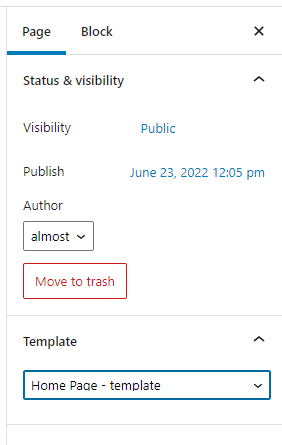 Page Block
Status & visibility
Visibility Public
Publish June 23, 2022 12:05 pm
Author
almost
Move to trash
Template
Home Page - template